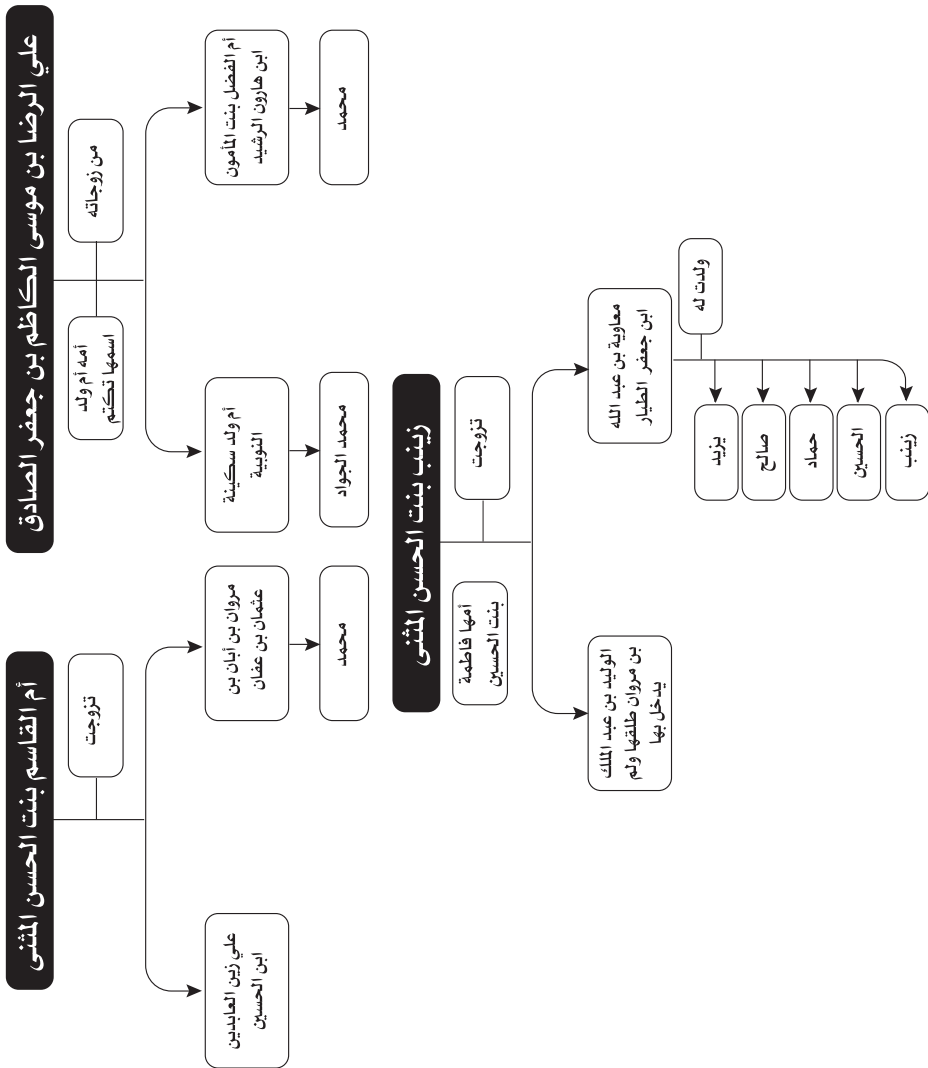 علي الرضا بن موسى الكاظم بن جعفر الصادق
من زوجاته
أمه أم ولد
اسمها تكتم
أم الفضل بنت المأمون
ابن هارون الرشيد
محمد
أم ولد سكينة
النوبية
محمد الجواد
أم القاسم بنت الحسن المثنى
تزوجت
مروان بن أبان بن
عثمان بن عفان
محمد
علي زين العابدين
ابن الحسين
زينب بنت الحسن المثنى
تزوجت
أمها فاطمة
بنت الحسين
معاوية بن عبد الله
ابن جعفر الطيار
ولدت له
يزيد
صالح
حماد
الحسين
زينب
الوليد بن عبد الملك
بن مروان طلقها ولم
يدخل بها